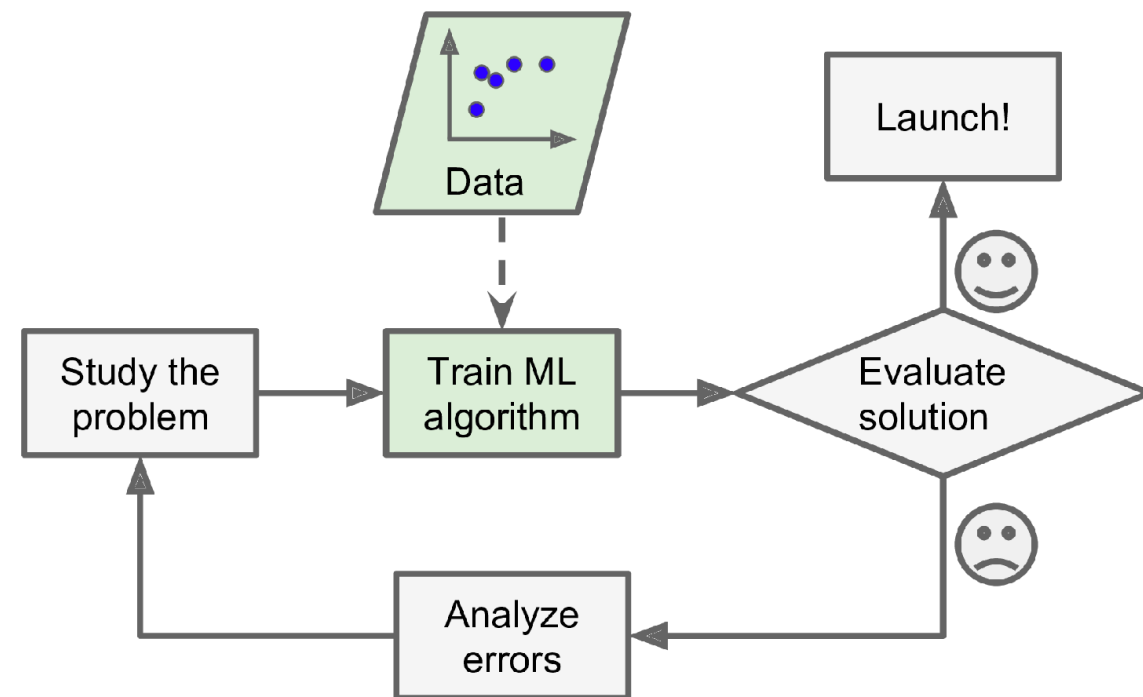 Data
Launch!
Study the
problem
Train ML
algorithm
Evaluate
solution
Analyze
errors